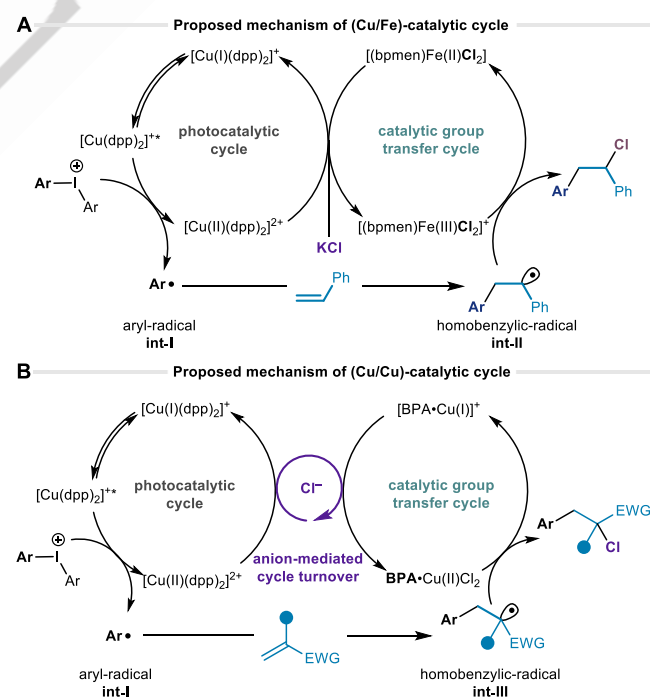 A Proposed mechanism of (Cu/Fe)-catalytic cycle
[Cu(I)(dpp)2]+
[(bpmen)Fe(II)Cl2]
[Cu(dpp)2]+*
photocatalytic
cycle
catalytic group
transfer cycle
Cl
Ar
Ph
⊕
Ar
I
Ar
[Cu(II)(dpp)2]2+
[(bpmen)Fe(III)Cl2]+
KCl
Ar•
Ph
Ar
Ph
aryl-radical
int-I
homobenzylic-radical
int-II
B Proposed mechanism of (Cu/Cu)-catalytic cycle
[Cu(I)(dpp)2]+
[BPA•Cu(I)]+
[Cu(dpp)2]+*
photocatalytic
cycle
Cl–
catalytic group
transfer cycle
EWG
Ar
Cl
⊕
Ar
I
Ar
anion-mediated
cycle turnover
[Cu(II)(dpp)2]2+
BPA•Cu(II)Cl2
Ar•
EWG
Ar
EWG
aryl-radical
int-I
homobenzylic-radical
int-III